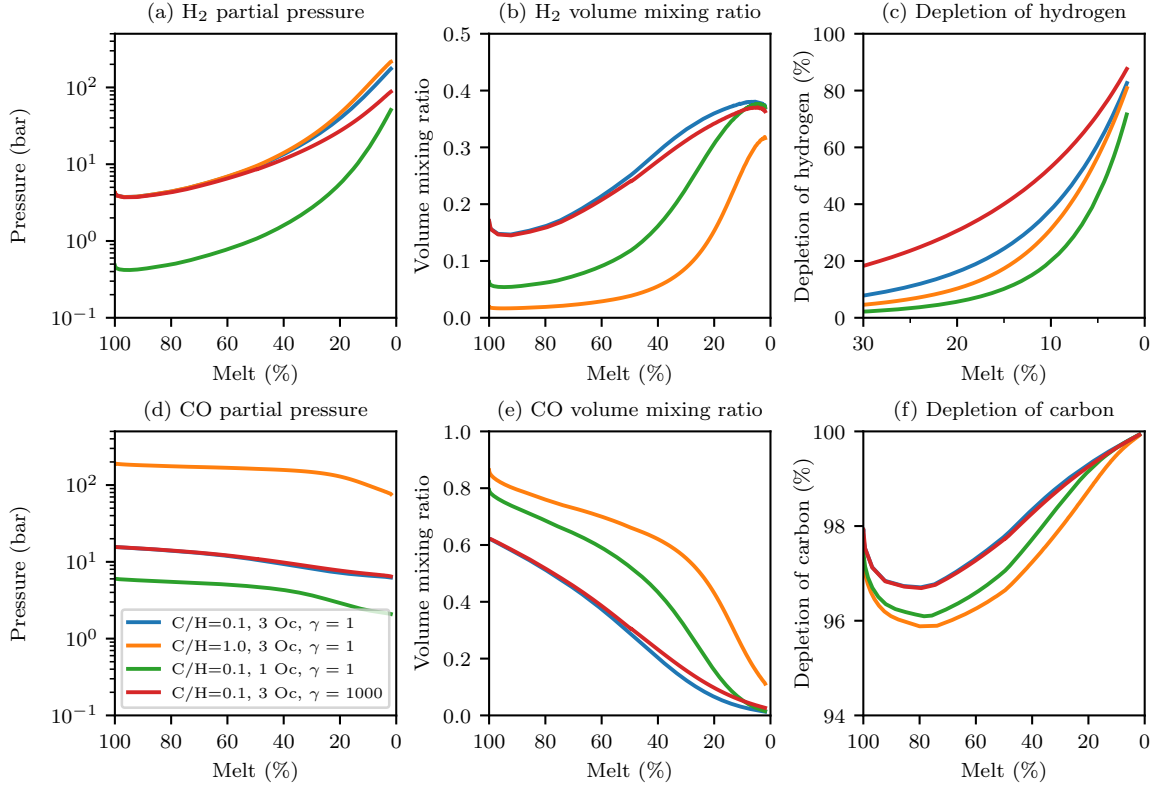 (a) H₂ partial pressure
(b) H₂ volume mixing ratio
(c) Depletion of hydrogen
Pressure (bar)
10²
10¹
10⁰
10⁻¹
100 80 60 40 20 0
Melt (%)
Volume mixing ratio
0.5
0.4
0.3
0.2
0.1
0.0
100 80 60 40 20 0
Melt (%)
Depletion of hydrogen (%)
100
80
60
40
20
0
30 20 10 0
Melt (%)
(d) CO partial pressure
(e) CO volume mixing ratio
(f) Depletion of carbon
Pressure (bar)
10²
10¹
10⁰
10⁻¹
C/H=0.1, 3 Oc, γ = 1
C/H=1.0, 3 Oc, γ = 1
C/H=0.1, 1 Oc, γ = 1
C/H=0.1, 3 Oc, γ = 1000
100 80 60 40 20 0
Melt (%)
Volume mixing ratio
1.0
0.8
0.6
0.4
0.2
0.0
100 80 60 40 20 0
Melt (%)
Depletion of carbon (%)
100
98
96
94
100 80 60 40 20 0
Melt (%)